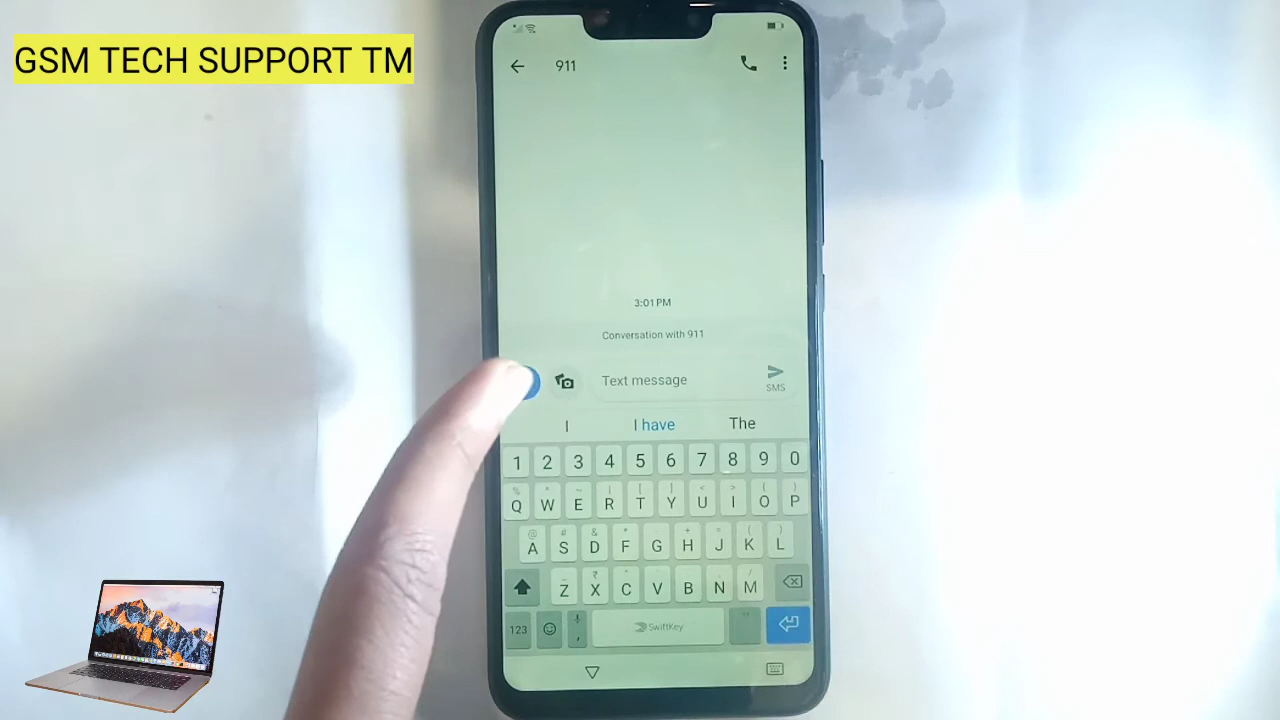 GSM TECH SUPPORT TM
911
3:01 PM
Conversation with 911
Text message
SMS
I
I have
The
1 2 3 4 5 6 7 8 9 0
Q W E R T Y U I O P
A S D F G H J K L
Z X C V B N M
123
SwiftKey